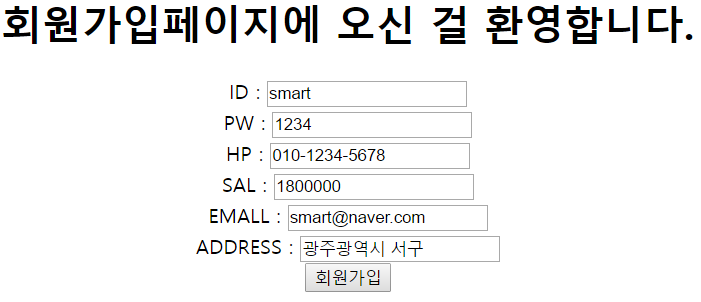 회원가입페이지에 오신 걸 환영합니다.
ID : smart
PW : 1234
HP : 010-1234-5678
SAL : 1800000
EMALL : smart@naver.com
ADDRESS : 광주광역시 서구
회원가입